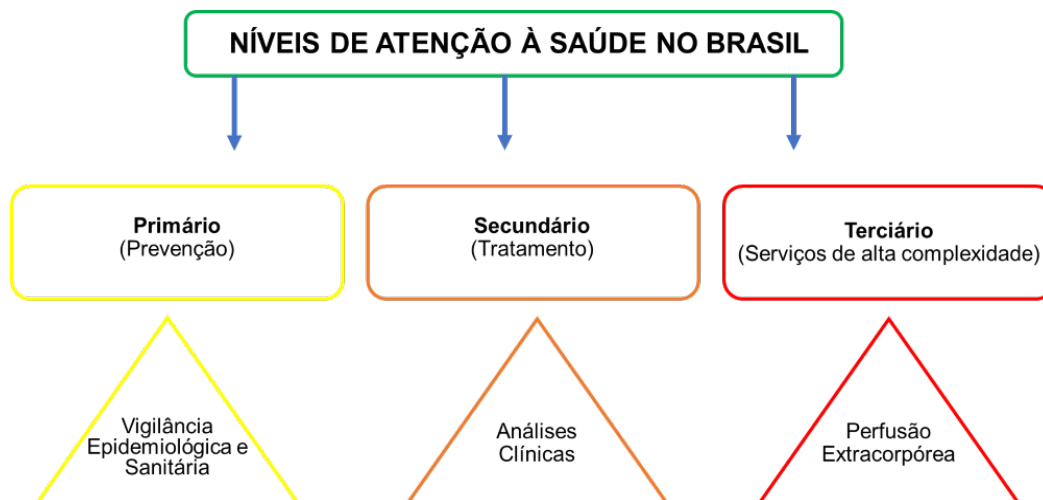 NÍVEIS DE ATENÇÃO À SAÚDE NO BRASIL
Primário
(Prevenção)
Secundário
(Tratamento)
Terciário
(Serviços de alta complexidade)
Vigilância
Epidemiológica e
Sanitária
Análises
Clínicas
Perfusão
Extracorpórea